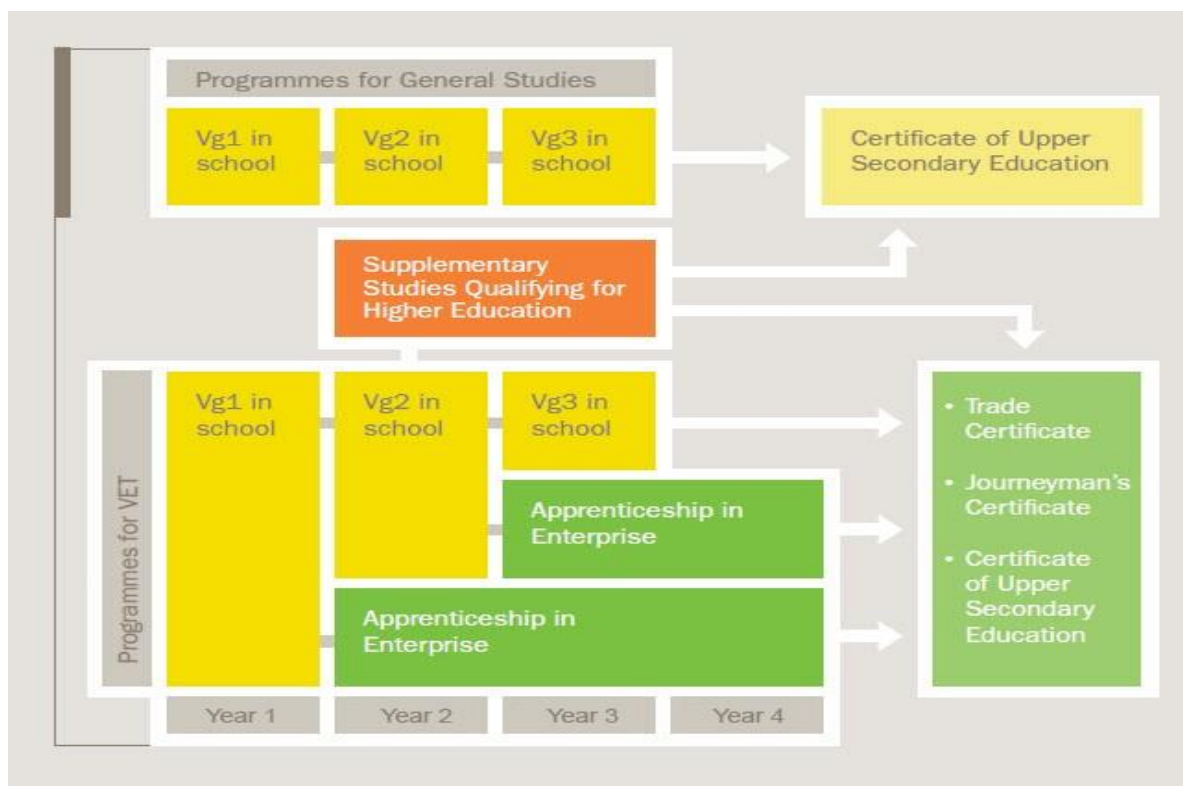 Programmes for General Studies
Vg1 in
school
Vg2 in
school
Vg3 in
school
Certificate of Upper
Secondary Education
Supplementary
Studies Qualifying for
Higher Education
Programmes for VET
Vg1 in
school
Vg2 in
school
Vg3 in
school
Apprenticeship in
Enterprise
Apprenticeship in
Enterprise
• Trade
Certificate
• Journeyman's
Certificate
• Certificate
of Upper
Secondary
Education
Year 1
Year 2
Year 3
Year 4